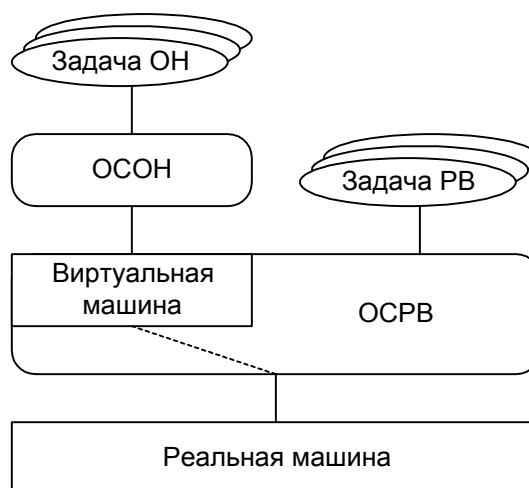 Задача ОН
ОСОН
Задача РВ
Виртуальная
машина
ОСРВ
Реальная машина